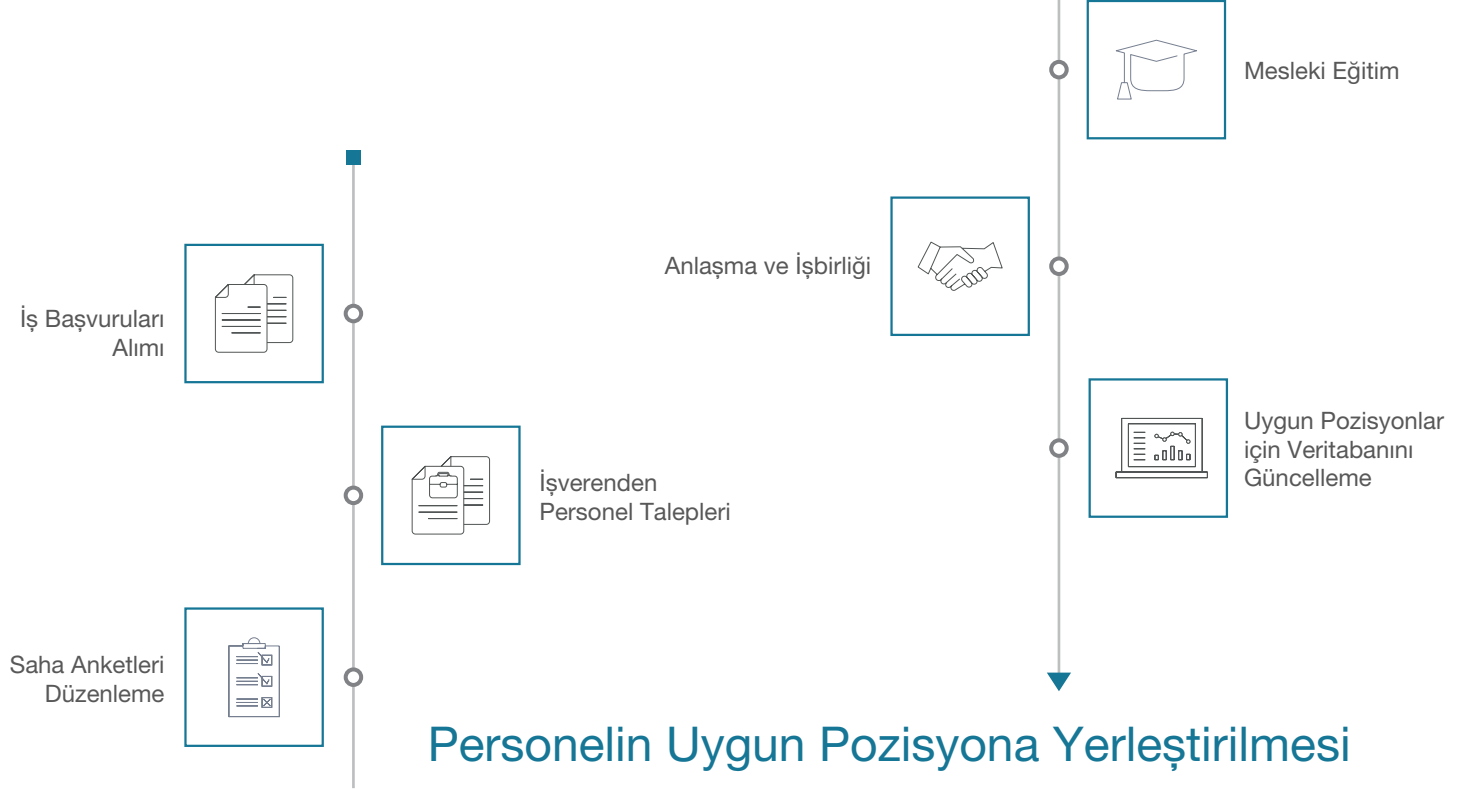 İş Başvuruları
Alımı
İşverenden
Personel Talepleri
Saha Anketleri
Düzenleme
Mesleki Eğitim
Anlaşma ve İşbirliği
Uygun Pozisyonlar
için Veritabanını
Güncelleme
Personelin Uygun Pozisyona Yerleştirilmesi